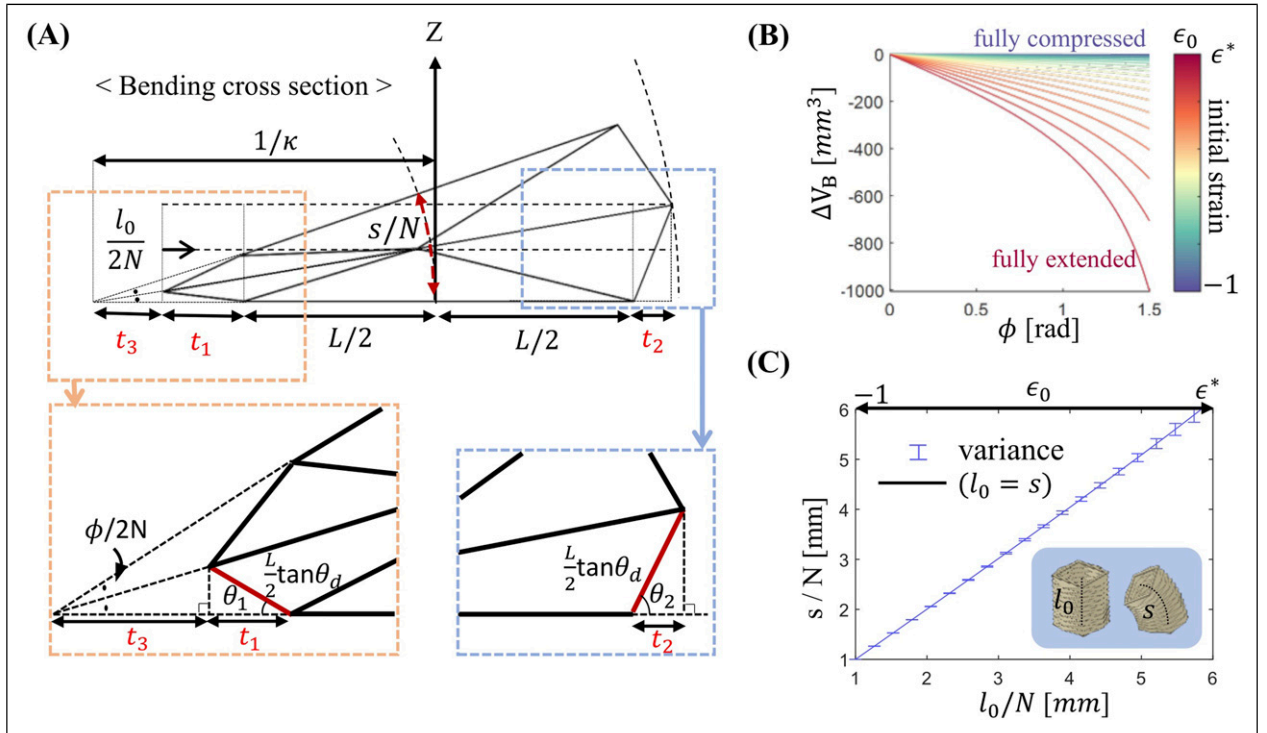 (A)
Z
< Bending cross section >
1/κ
l₀/2N
s/N
t₃
t₁
L/2
L/2
t₂
ϕ/2N
L/2 tanθ_d
θ₁
t₃
t₁
L/2 tanθ_d
θ₂
t₂
(B)
fully compressed
ϵ₀
ϵ*
0
-200
-400
-600
-800
-1000
ΔV_B [mm³]
fully extended
initial strain
−1
0
0.5
1
1.5
ϕ [rad]
(C)
−1
ϵ₀
ϵ*
6
5
4
3
2
1
s / N [mm]
variance
(l₀ = s)
l₀
s
1
2
3
4
5
6
l₀/N [mm]